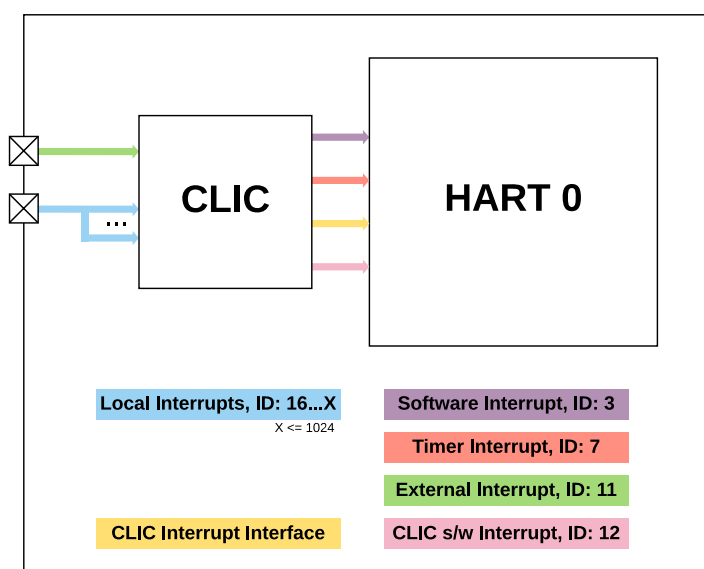 CLIC
HART 0
...
Local Interrupts, ID: 16...X
X <= 1024
CLIC Interrupt Interface
Software Interrupt, ID: 3
Timer Interrupt, ID: 7
External Interrupt, ID: 11
CLIC s/w Interrupt, ID: 12